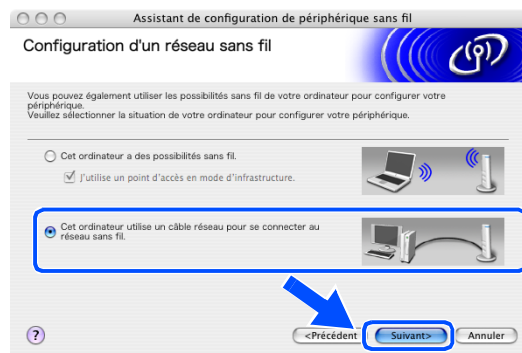 Assistant de configuration de périphérique sans fil
Configuration d'un réseau sans fil
Vous pouvez également utiliser les possibilités sans fil de votre ordinateur pour configurer votre
périphérique.
Veuillez sélectionner la situation de votre ordinateur pour configurer votre périphérique.
Cet ordinateur a des possibilités sans fil.
J'utilise un point d'accès en mode d'infrastructure.
Cet ordinateur utilise un câble réseau pour se connecter au
réseau sans fil.
?
<Précédent
Suivant>
Annuler